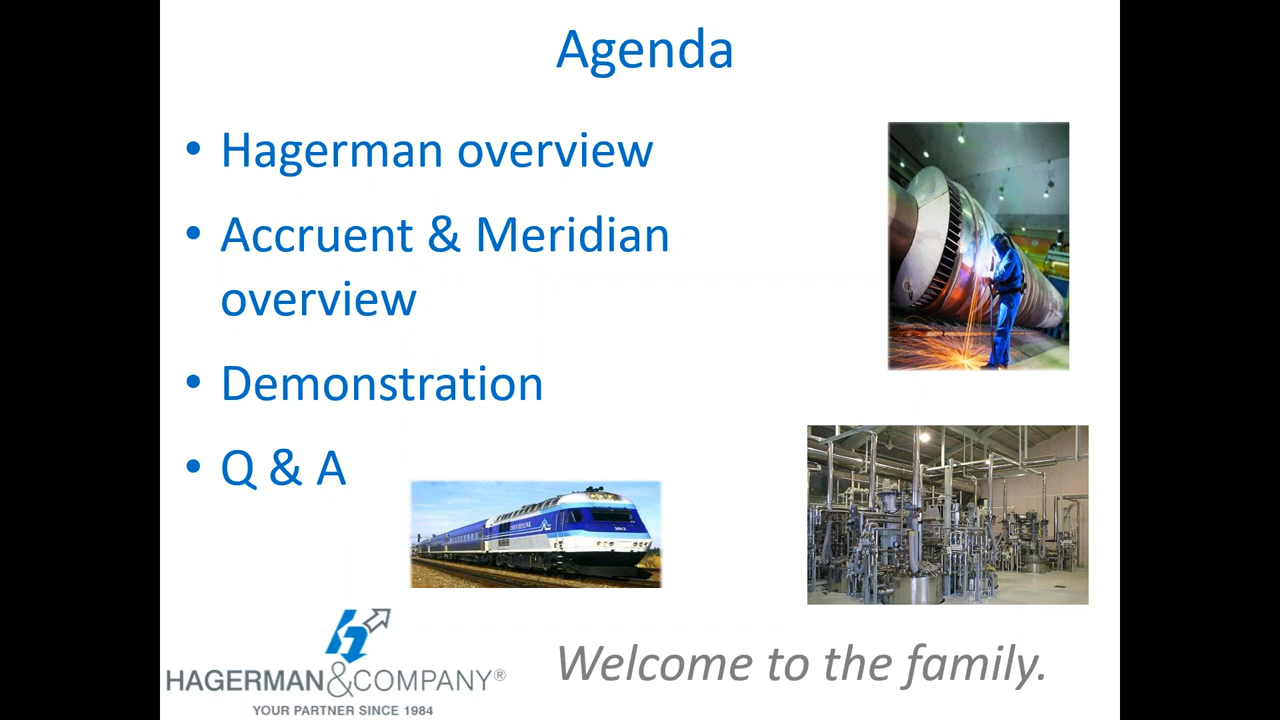 Agenda
• Hagerman overview
• Accruent & Meridian
overview
• Demonstration
• Q & A
HAGERMAN&COMPANY®
YOUR PARTNER SINCE 1984
Welcome to the family.